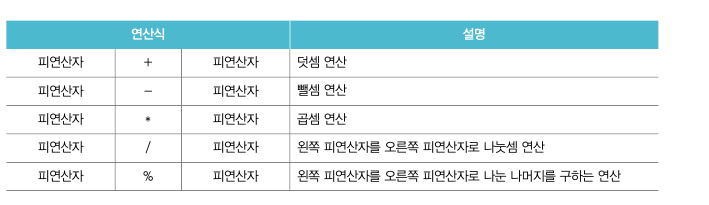 연산식 설명
피연산자 + 피연산자 덧셈 연산
피연산자 - 피연산자 뺄셈 연산
피연산자 * 피연산자 곱셈 연산
피연산자 / 피연산자 왼쪽 피연산자를 오른쪽 피연산자로 나눗셈 연산
피연산자 % 피연산자 왼쪽 피연산자를 오른쪽 피연산자로 나눈 나머지를 구하는 연산